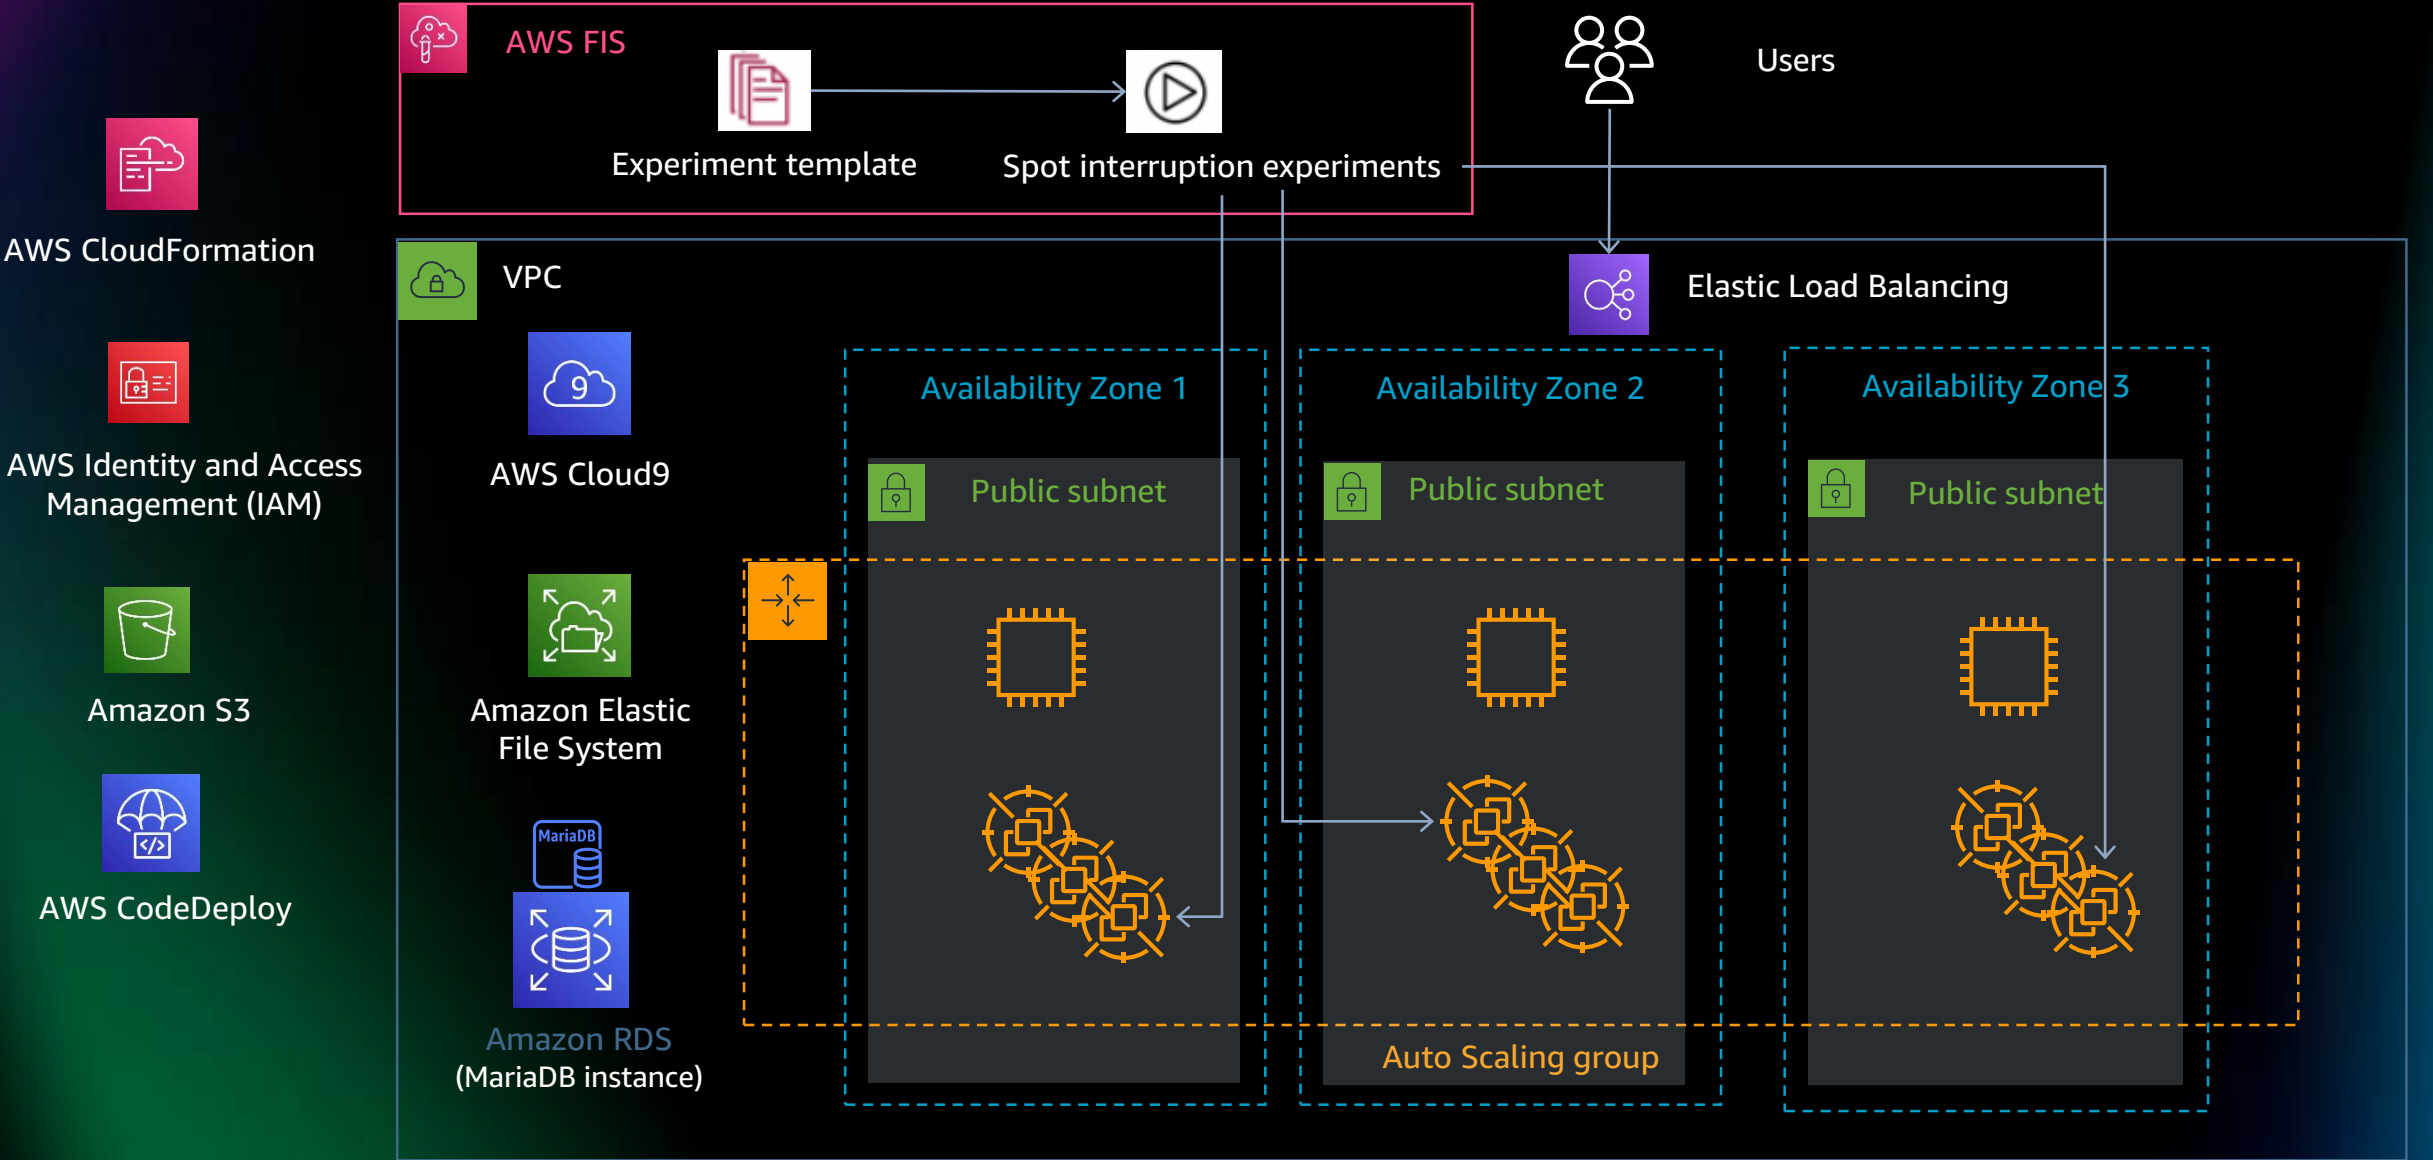 AWS FIS
Experiment template
Spot interruption experiments
Users
AWS CloudFormation
VPC
Elastic Load Balancing
AWS Identity and Access
Management (IAM)
9
AWS Cloud9
Availability Zone 1
Availability Zone 2
Availability Zone 3
Public subnet
Public subnet
Public subnet
Amazon S3
Amazon Elastic
File System
AWS CodeDeploy
MariaDB
Amazon RDS
(MariaDB instance)
Auto Scaling group